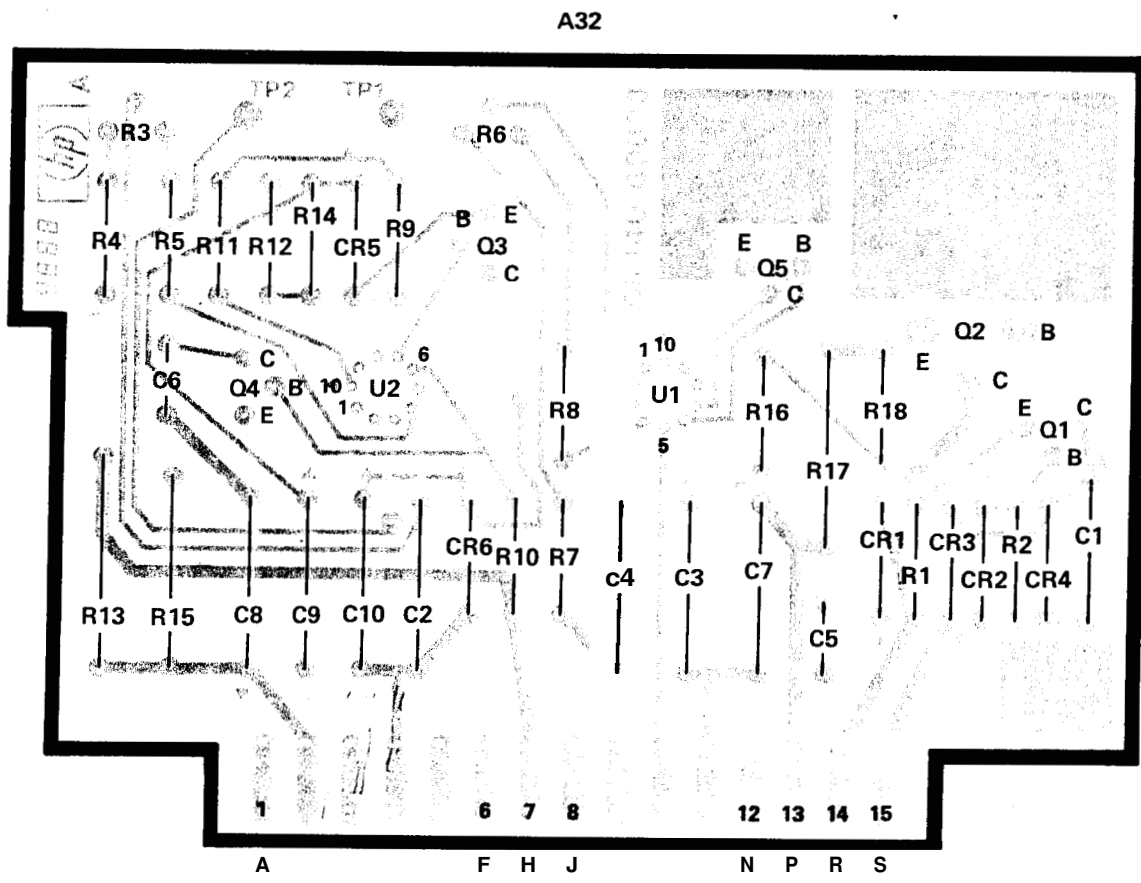 A32
A TP2 TP1
hp
R3 R6
R4 R5 R11 R12 R14 CR5 R9
B E
Q3
C
E B
Q5
C
Q2 B
E
C
E C
Q1
B
C6
C
Q4 B
E
6
10 U2
1
R8
1 10
U1
5
R16 R17 R18
CR6 R10 R7 C4 C3 C7 CR1 R1 CR3 CR2 R2 CR4 C1
R13 R15 C8 C9 C10 C2 C5
1 6 7 8 12 13 14 15
A F H J N P R S